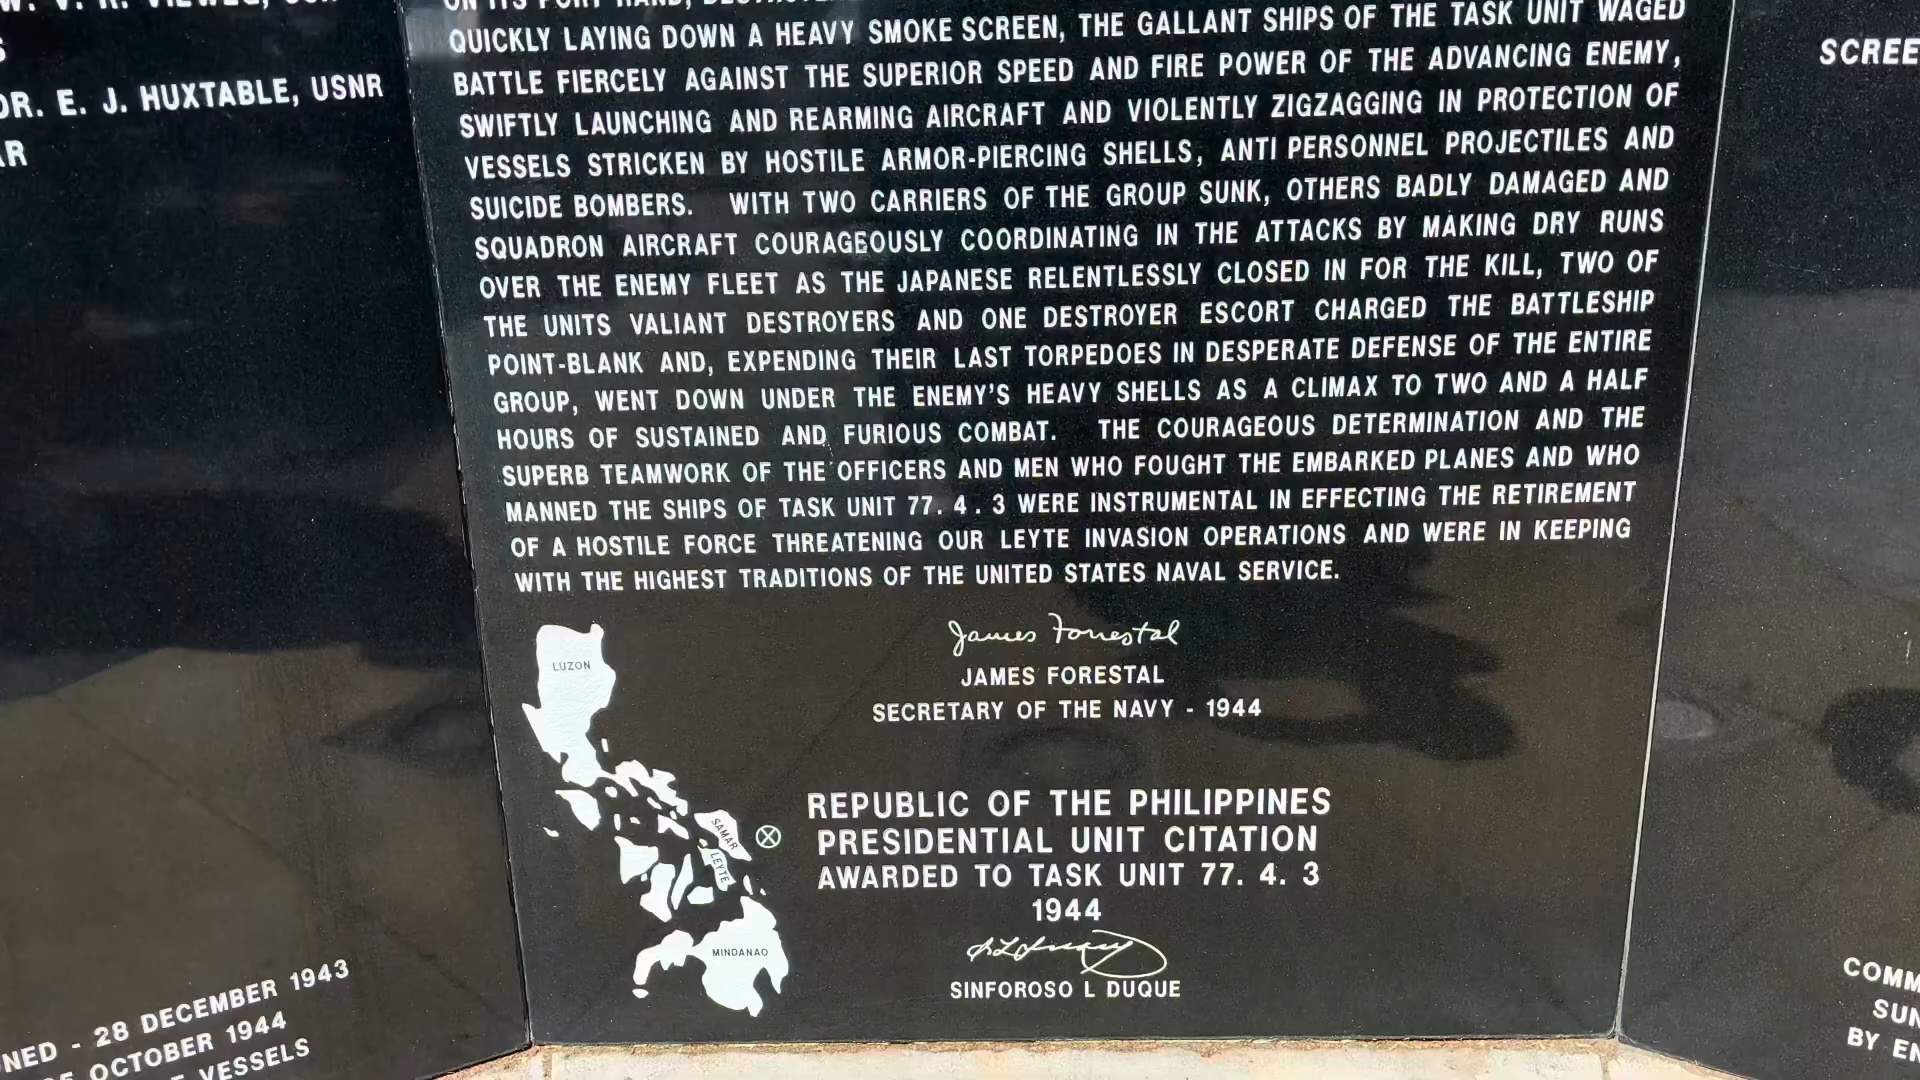 W. V. R. VIEWEG,
DR. E. J. HUXTABLE, USNR
NED - 28 DECEMBER 1943
OCTOBER 1944
VESSELS
ON ITS PORT HAND,
QUICKLY LAYING DOWN A HEAVY SMOKE SCREEN, THE GALLANT SHIPS OF THE TASK UNIT WAGED
BATTLE FIERCELY AGAINST THE SUPERIOR SPEED AND FIRE POWER OF THE ADVANCING ENEMY,
SWIFTLY LAUNCHING AND REARMING AIRCRAFT AND VIOLENTLY ZIGZAGGING IN PROTECTION OF
VESSELS STRICKEN BY HOSTILE ARMOR-PIERCING SHELLS, ANTI PERSONNEL PROJECTILES AND
SUICIDE BOMBERS. WITH TWO CARRIERS OF THE GROUP SUNK, OTHERS BADLY DAMAGED AND
SQUADRON AIRCRAFT COURAGEOUSLY COORDINATING IN THE ATTACKS BY MAKING DRY RUNS
OVER THE ENEMY FLEET AS THE JAPANESE RELENTLESSLY CLOSED IN FOR THE KILL, TWO OF
THE UNITS VALIANT DESTROYERS AND ONE DESTROYER ESCORT CHARGED THE BATTLESHIP
POINT-BLANK AND, EXPENDING THEIR LAST TORPEDOES IN DESPERATE DEFENSE OF THE ENTIRE
GROUP, WENT DOWN UNDER THE ENEMY'S HEAVY SHELLS AS A CLIMAX TO TWO AND A HALF
HOURS OF SUSTAINED AND FURIOUS COMBAT. THE COURAGEOUS DETERMINATION AND THE
SUPERB TEAMWORK OF THE OFFICERS AND MEN WHO FOUGHT THE EMBARKED PLANES AND WHO
MANNED THE SHIPS OF TASK UNIT 77. 4 . 3 WERE INSTRUMENTAL IN EFFECTING THE RETIREMENT
OF A HOSTILE FORCE THREATENING OUR LEYTE INVASION OPERATIONS AND WERE IN KEEPING
WITH THE HIGHEST TRADITIONS OF THE UNITED STATES NAVAL SERVICE.
James Forrestal
JAMES FORESTAL
SECRETARY OF THE NAVY - 1944
LUZON
SAMAR
LEYTE
MINDANAO
REPUBLIC OF THE PHILIPPINES
PRESIDENTIAL UNIT CITATION
AWARDED TO TASK UNIT 77. 4. 3
1944
SINFOROSO L DUQUE
SCREE
COMM
SUN
BY EN